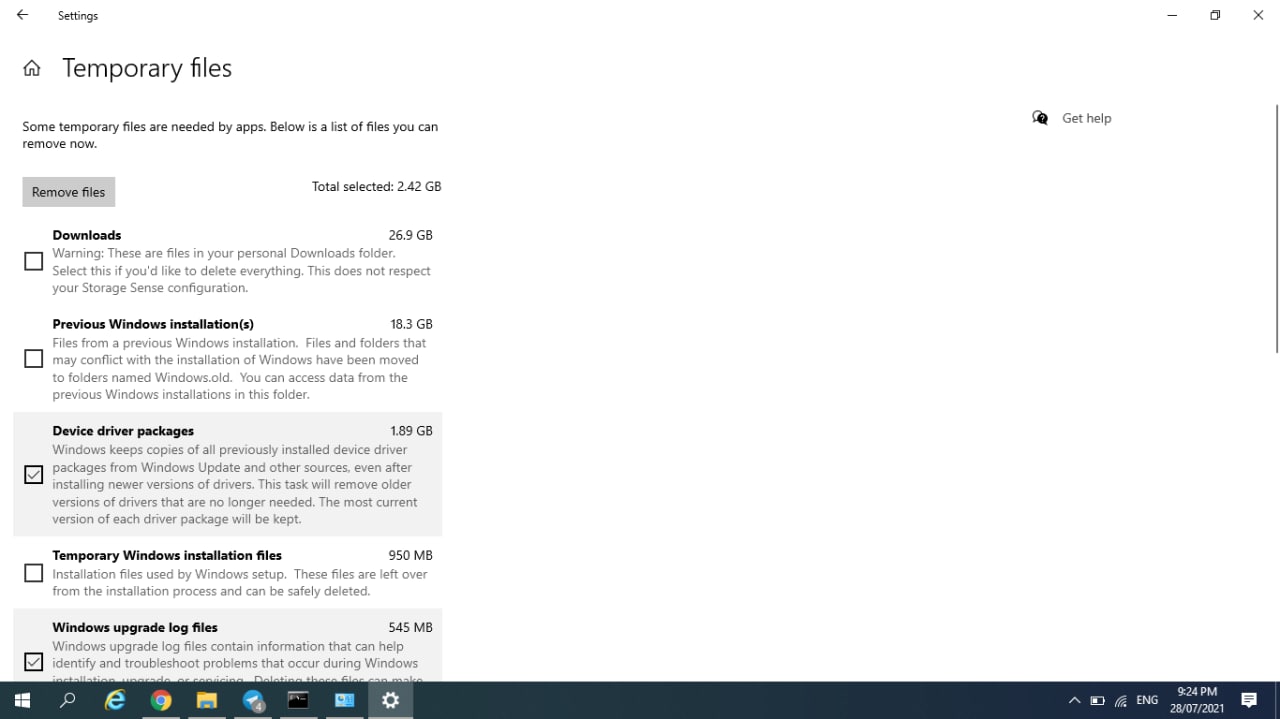 Settings
Temporary files
Some temporary files are needed by apps. Below is a list of files you can
remove now.
Get help
Remove files
Total selected: 2.42 GB
Downloads 26.9 GB
Warning: These are files in your personal Downloads folder.
Select this if you'd like to delete everything. This does not respect
your Storage Sense configuration.
Previous Windows installation(s) 18.3 GB
Files from a previous Windows installation.  Files and folders that
may conflict with the installation of Windows have been moved
to folders named Windows.old.  You can access data from the
previous Windows installations in this folder.
Device driver packages 1.89 GB
Windows keeps copies of all previously installed device driver
packages from Windows Update and other sources, even after
installing newer versions of drivers. This task will remove older
versions of drivers that are no longer needed. The most current
version of each driver package will be kept.
Temporary Windows installation files 950 MB
Installation files used by Windows setup.  These files are left over
from the installation process and can be safely deleted.
Windows upgrade log files 545 MB
Windows upgrade log files contain information that can help
identify and troubleshoot problems that occur during Windows
installation, upgrade, or servicing.  Deleting these files can make
4
ENG
9:24 PM
28/07/2021